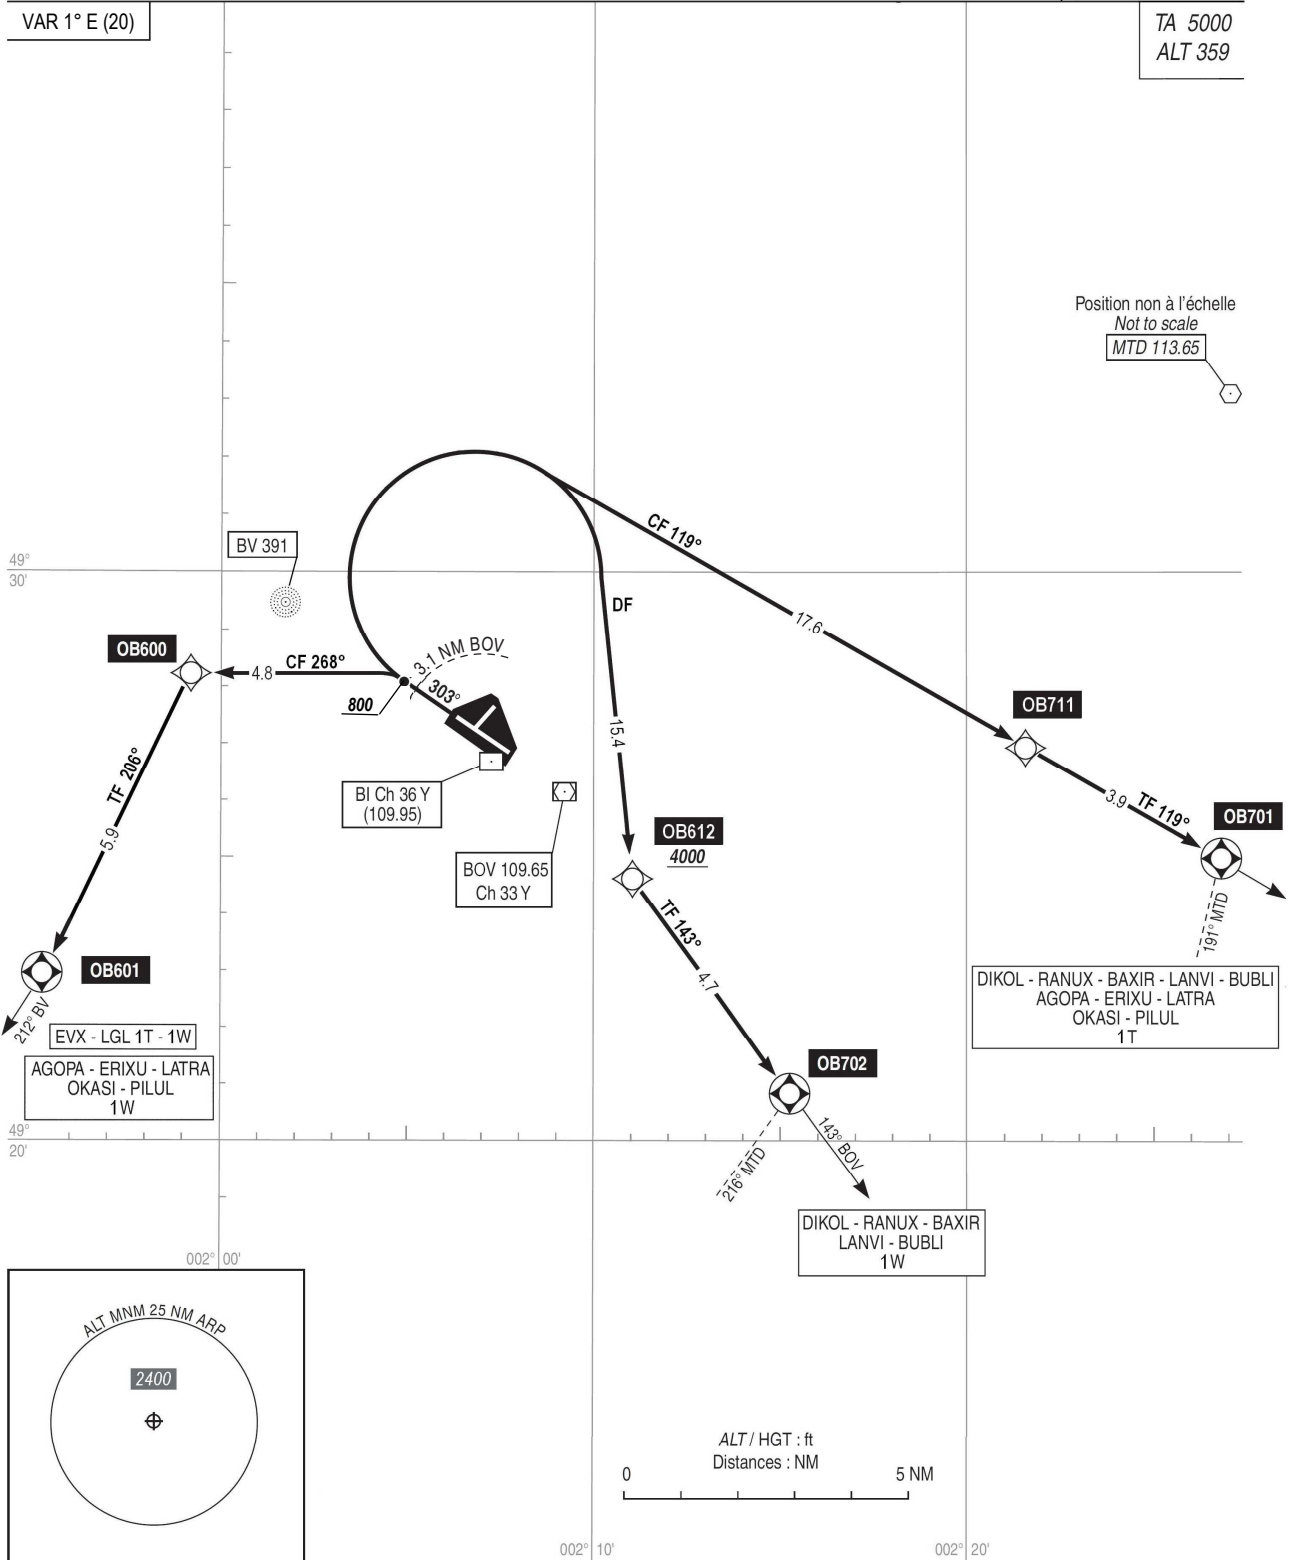 VAR 1° E (20)
TA 5000
ALT 359
Position non à l'échelle
Not to scale
MTD 113.65
CF 119°
BV 391
49°
30'
DF
17.6
OB600
3.1 NM BOV
CF 268°
4.8
303°
800
OB711
15.4
TF 206°
BI Ch 36 Y
(109.95)
3.9
TF 119°
OB701
5.9
OB612
4000
BOV 109.65
Ch 33 Y
191° MTD
TF 143°
OB601
4.7
DIKOL - RANUX - BAXIR - LANVI - BUBLI
AGOPA - ERIXU - LATRA
OKASI - PILUL
1T
212° BV
EVX - LGL 1T - 1W
AGOPA - ERIXU - LATRA
OKASI - PILUL
1W
OB702
49°
20'
143° BOV
216° MTD
DIKOL - RANUX - BAXIR
LANVI - BUBLI
1W
002° 00'
ALT MNM 25 NM ARP
2400
ALT / HGT : ft
Distances : NM
0
5 NM
002° 10'
002° 20'